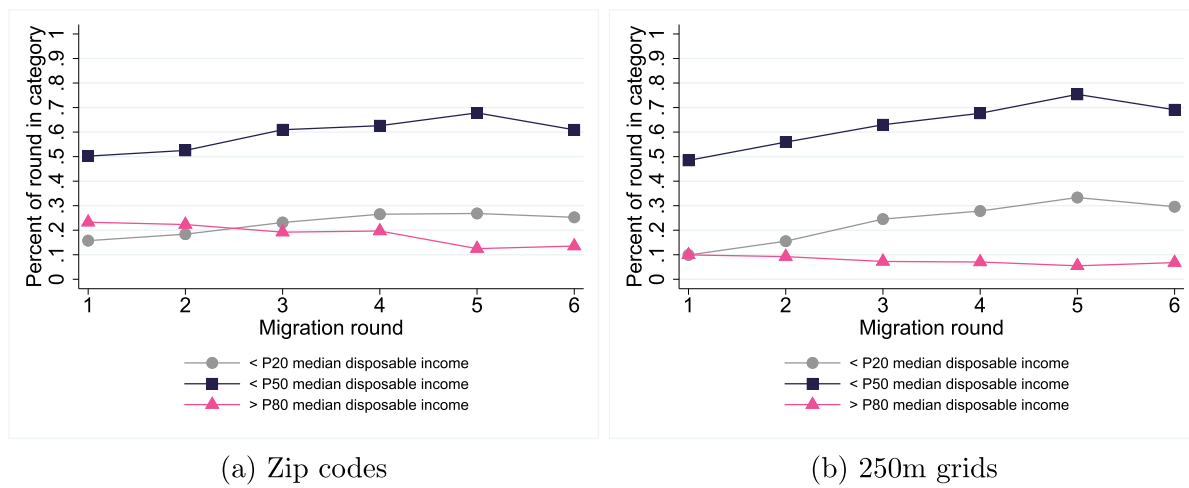 Percent of round in category
0 .1 .2 .3 .4 .5 .6 .7 .8 .9 1
1 2 3 4 5 6
Migration round
< P20 median disposable income
< P50 median disposable income
> P80 median disposable income
(a) Zip codes
Percent of round in category
0 .1 .2 .3 .4 .5 .6 .7 .8 .9 1
1 2 3 4 5 6
Migration round
< P20 median disposable income
< P50 median disposable income
> P80 median disposable income
(b) 250m grids